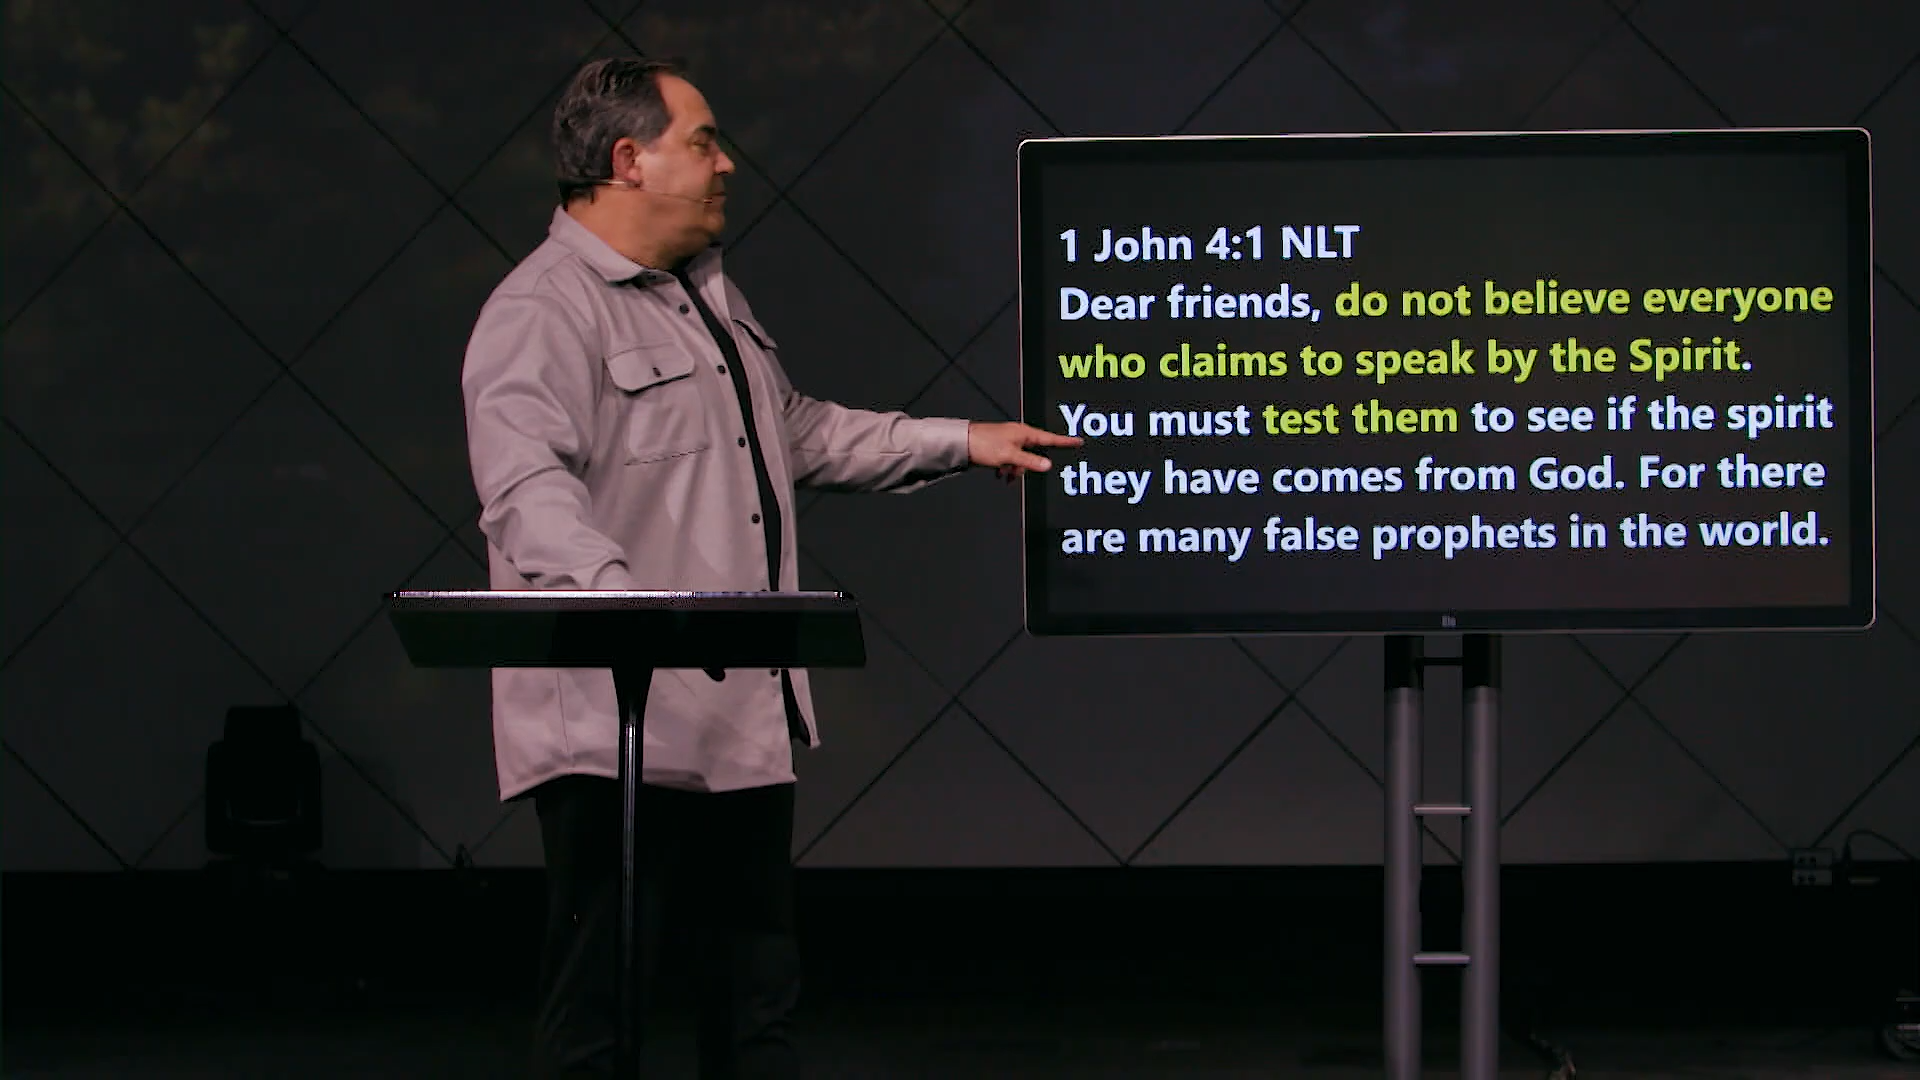 1 John 4:1 NLT
Dear friends, do not believe everyone
who claims to speak by the Spirit.
You must test them to see if the spirit
they have comes from God. For there
are many false prophets in the world.
Elo